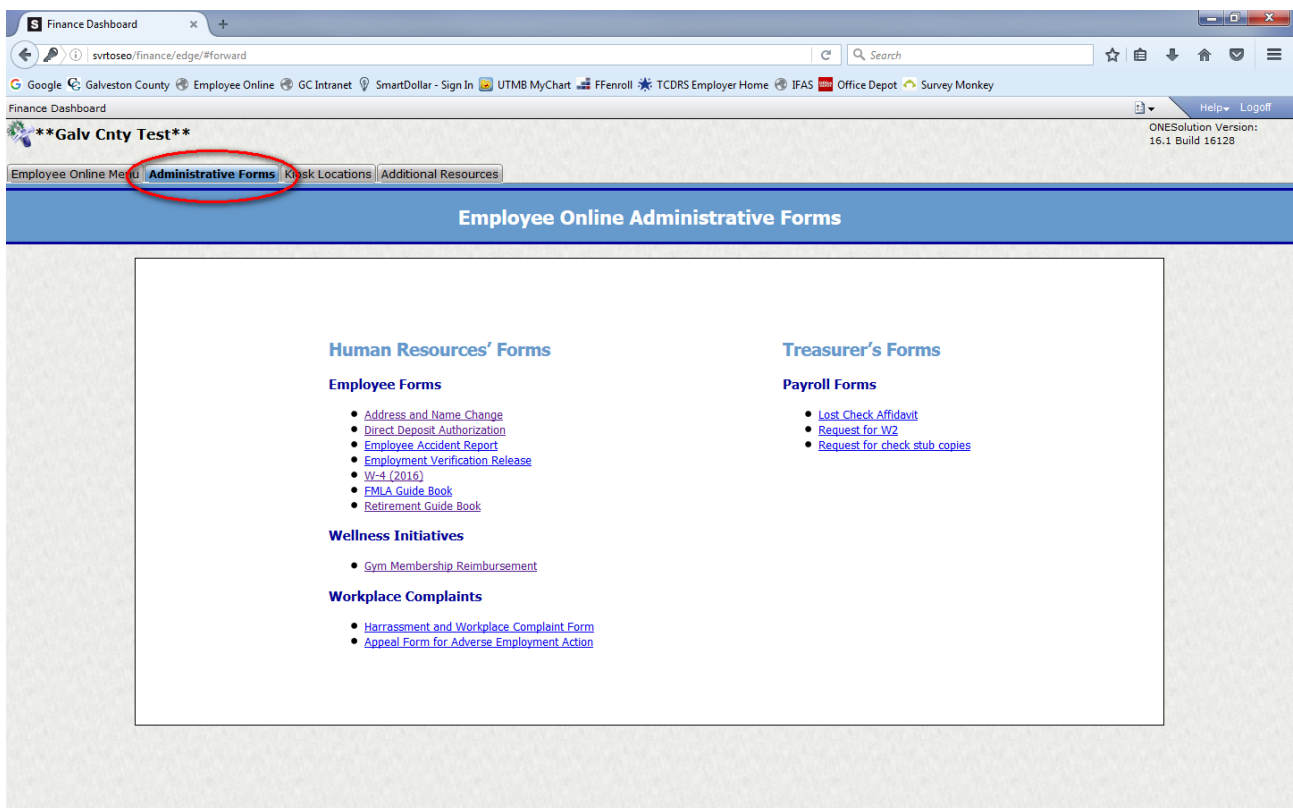 S Finance Dashboard × +
svrtoseo/finance/edge/#forward Search
Google Galveston County Employee Online GC Intranet SmartDollar - Sign In UTMB MyChart FFenroll TCDRS Employer Home IFAS Office Depot Survey Monkey
Finance Dashboard Help Logoff
**Galv Cnty Test** ONESolution Version:
16.1 Build 16128
Employee Online Menu Administrative Forms Kiosk Locations Additional Resources
Employee Online Administrative Forms
Human Resources' Forms
Employee Forms
Address and Name Change
Direct Deposit Authorization
Employee Accident Report
Employment Verification Release
W-4 (2016)
FMLA Guide Book
Retirement Guide Book
Wellness Initiatives
Gym Membership Reimbursement
Workplace Complaints
Harrassment and Workplace Complaint Form
Appeal Form for Adverse Employment Action
Treasurer's Forms
Payroll Forms
Lost Check Affidavit
Request for W2
Request for check stub copies